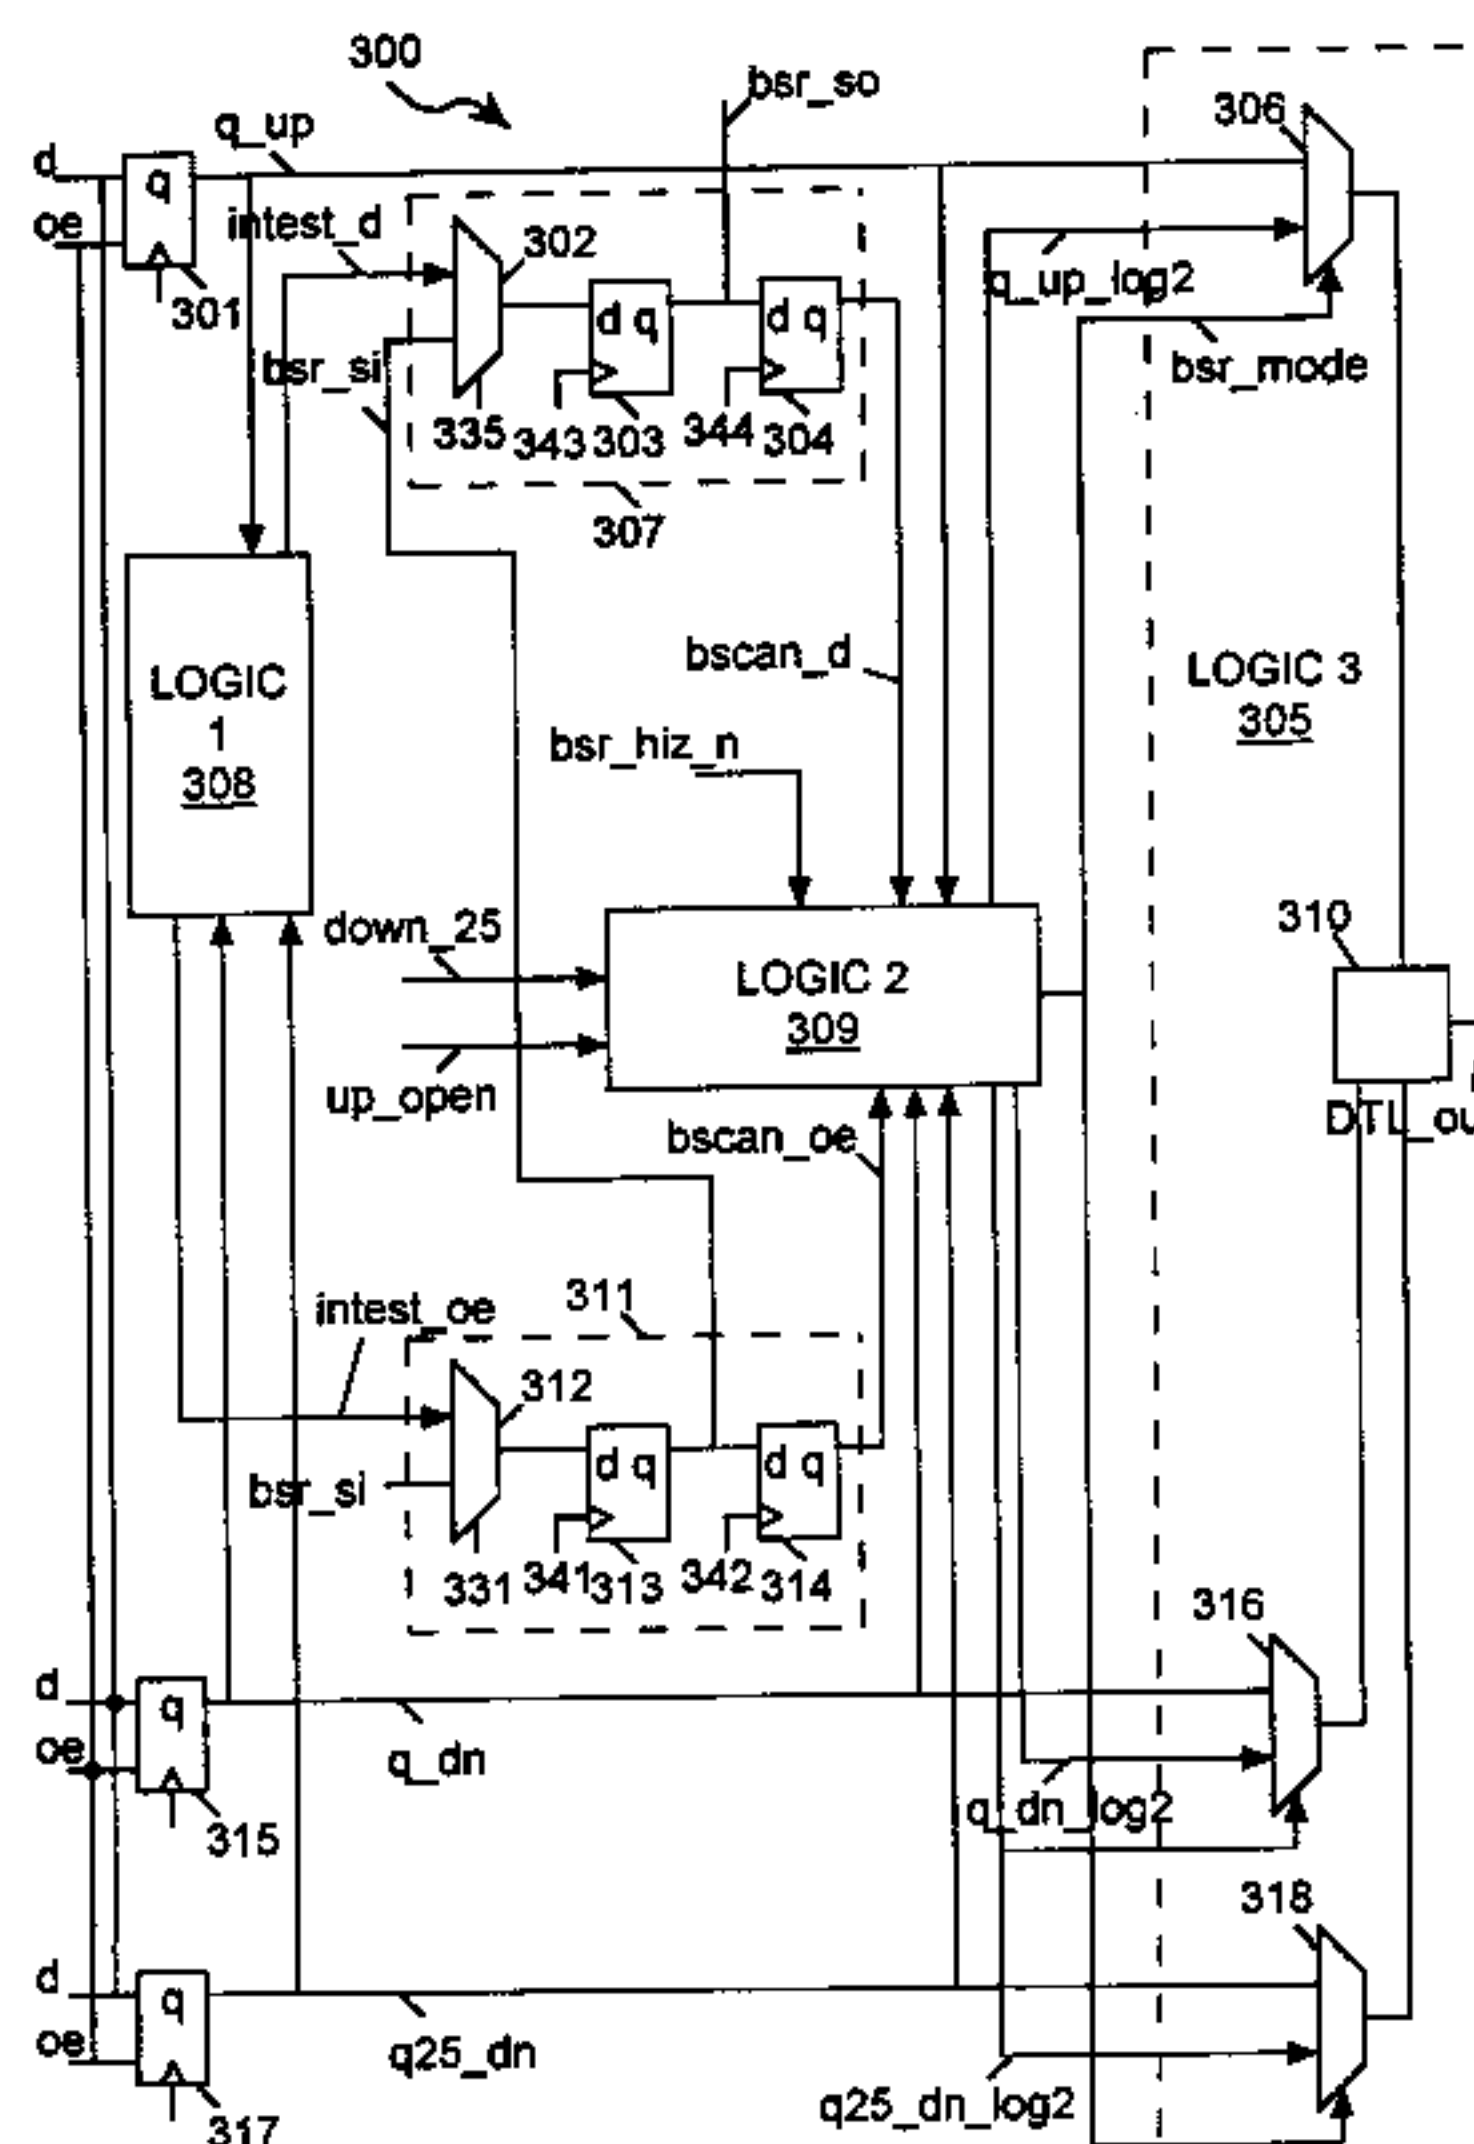 300
bsr_so
306
q_up
d
q
oe
intest_d
302
301
q_up_log2
d q
d q
bsr_si
bsr_mode
335
343
303
344
304
307
LOGIC
1
308
bscan_d
LOGIC 3
305
bsr_hiz_n
down_25
310
LOGIC 2
309
up_open
DTL_ou
bscan_oe
311
intest_oe
312
d q
d q
bsr_si
331
341
313
342
314
316
d
q
oe
q_dn
q_dn_log2
315
318
d
q
oe
q25_dn
q25_dn_log2
317